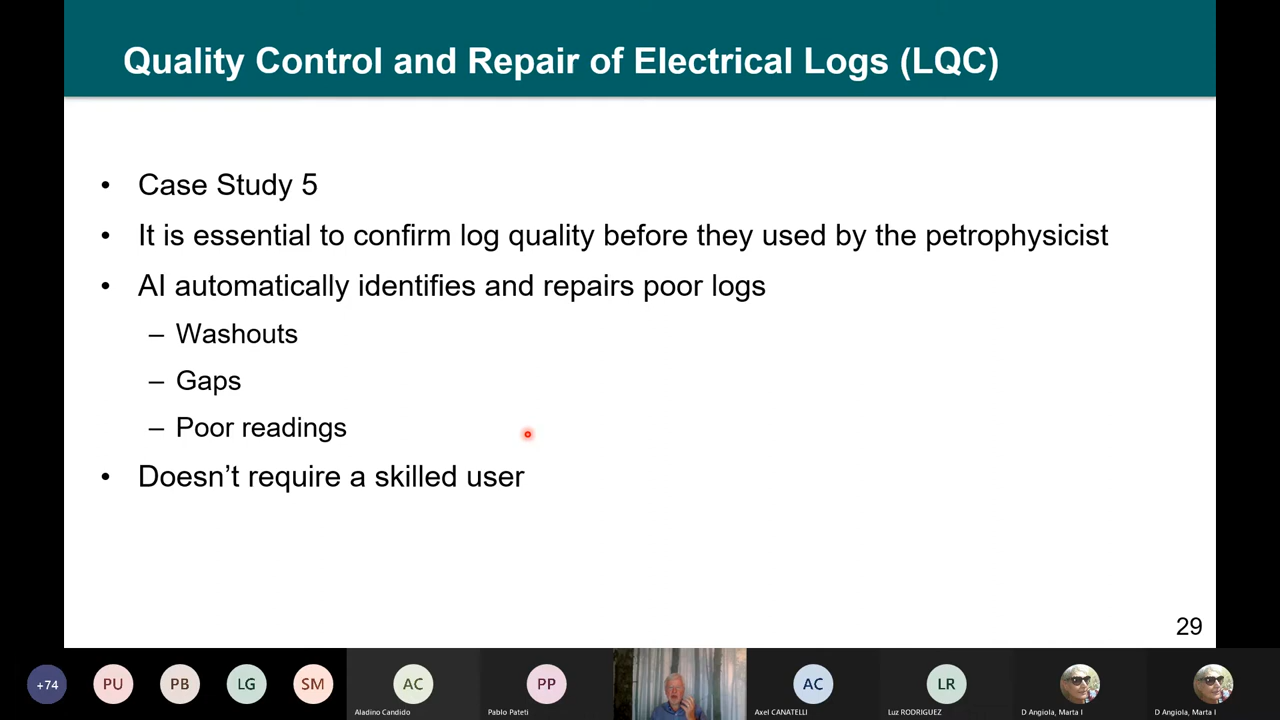 Quality Control and Repair of Electrical Logs (LQC)
• Case Study 5
• It is essential to confirm log quality before they used by the petrophysicist
• AI automatically identifies and repairs poor logs
– Washouts
– Gaps
– Poor readings
• Doesn’t require a skilled user
29
+74
PU
PB
LG
SM
AC
Aladino Candido
PP
Pablo Pateti
AC
Axel CANATELLI
LR
Luz RODRIGUEZ
D Angiola, Marta I
D Angiola, Marta I